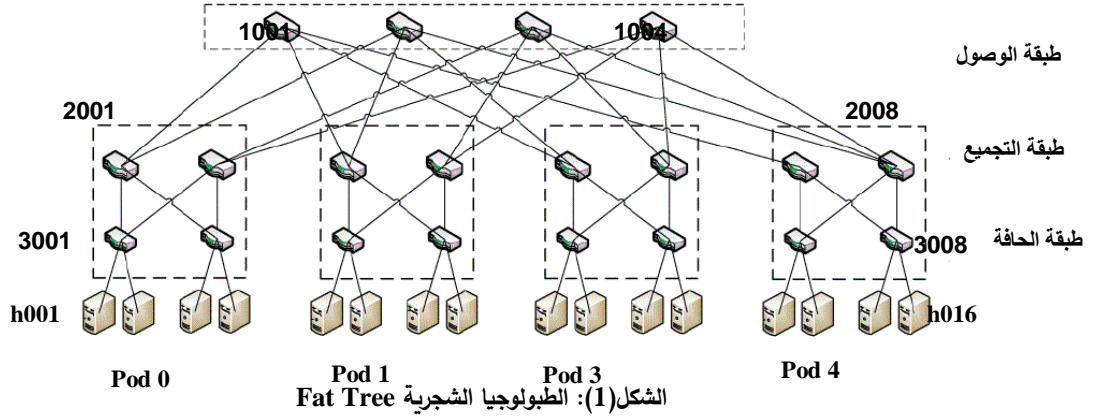 1001
1004
طبقة الوصول
2001
2008
طبقة التجميع
3001
3008
طبقة الحافة
h001
h016
Pod 0
Pod 1
Pod 3
Pod 4
الشكل(1): الطبولوجيا الشجرية Fat Tree